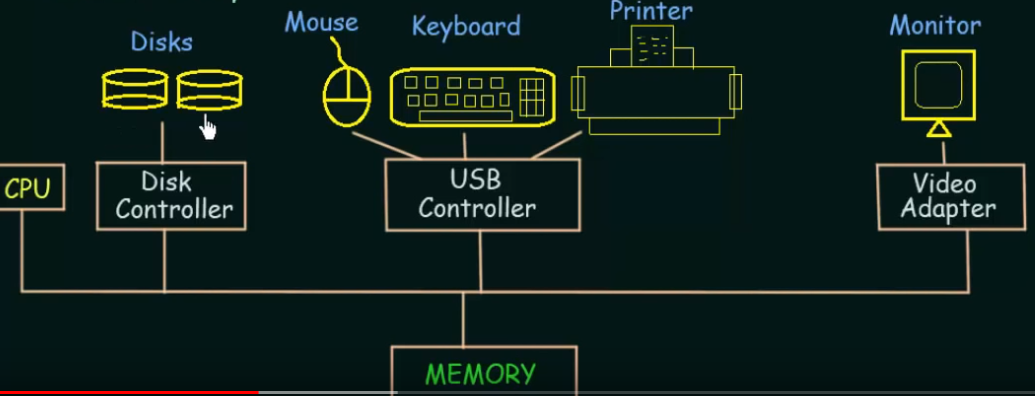 Disks
Mouse
Keyboard
Printer
Monitor
CPU
Disk
Controller
USB
Controller
Video
Adapter
MEMORY